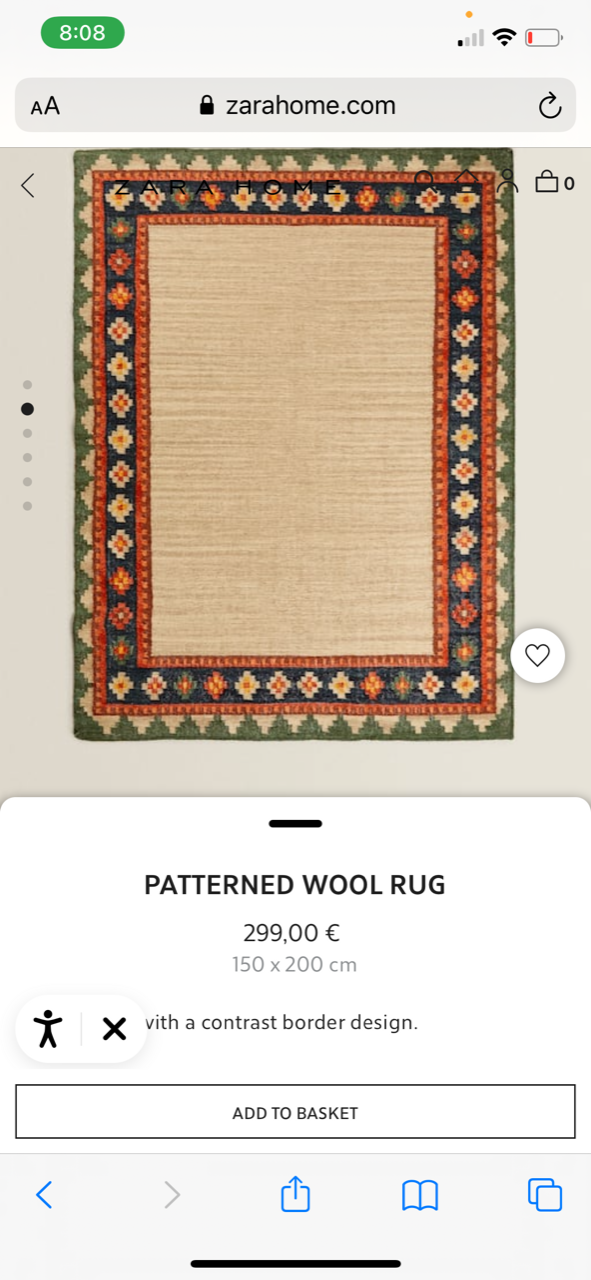 8:08
AA zarahome.com
ZARA HOME
0
PATTERNED WOOL RUG
299,00 €
150 x 200 cm
with a contrast border design.
ADD TO BASKET